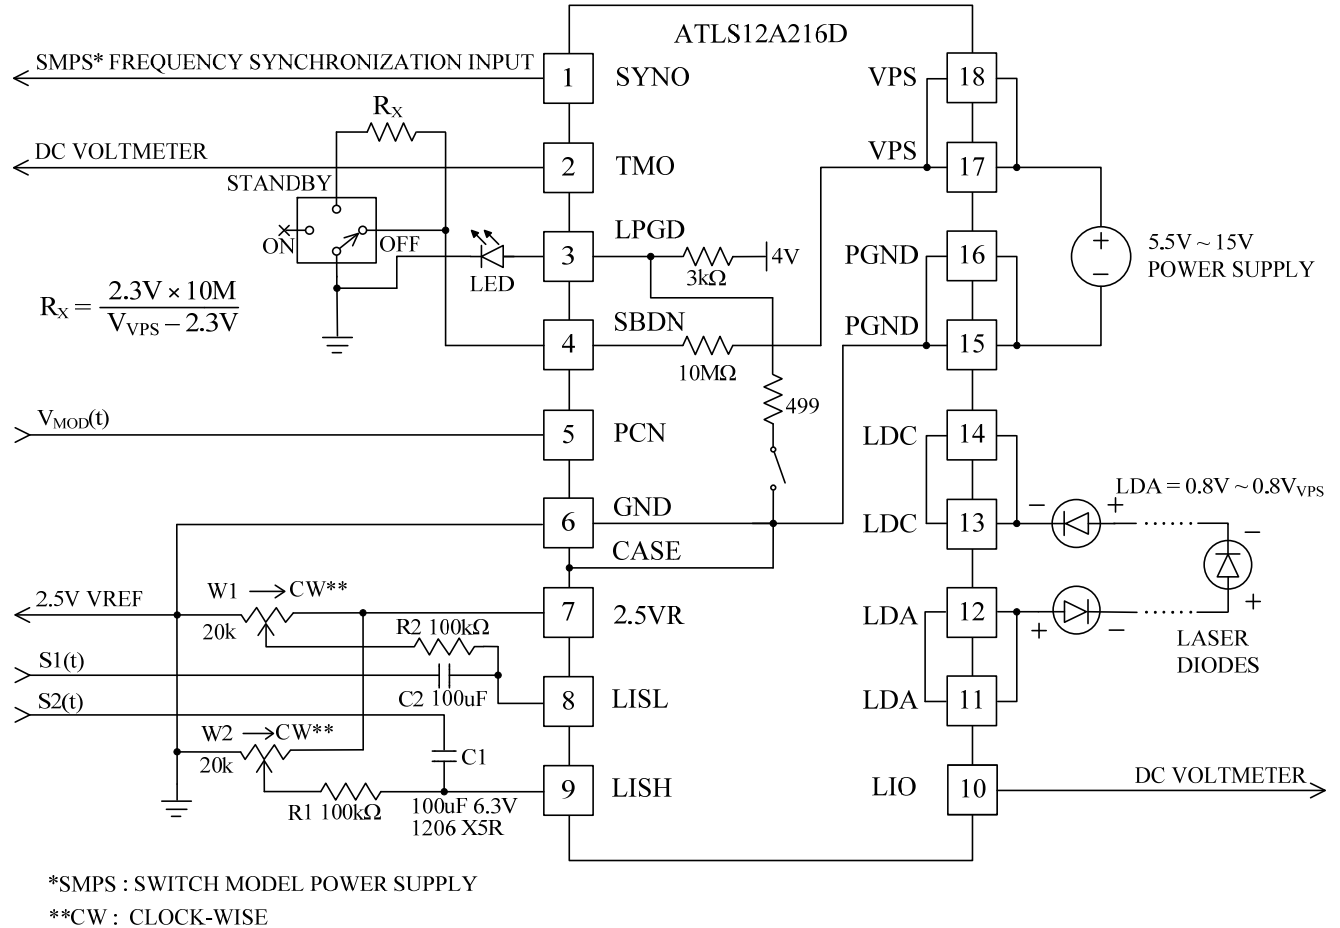 ATLS12A216D
SMPS* FREQUENCY SYNCHRONIZATION INPUT
1 SYNO
VPS 18
R_X
DC VOLTMETER
2 TMO
VPS 17
STANDBY
ON
OFF
LED
3 LPGD
3kΩ
4V
PGND 16
5.5V ~ 15V
POWER SUPPLY
R_X = 2.3V × 10M / V_VPS − 2.3V
4 SBDN
10MΩ
PGND 15
499
V_MOD(t)
5 PCN
LDC 14
LDA = 0.8V ~ 0.8V_VPS
6 GND
CASE
LDC 13
− +
−
+
2.5V VREF
W1 → CW**
20k
7 2.5VR
LDA 12
+ −
LASER
DIODES
R2 100kΩ
S1(t)
C2 100uF
8 LISL
LDA 11
S2(t)
W2 → CW**
20k
C1
R1 100kΩ
100uF 6.3V
1206 X5R
9 LISH
LIO 10
DC VOLTMETER
*SMPS : SWITCH MODEL POWER SUPPLY
**CW : CLOCK-WISE